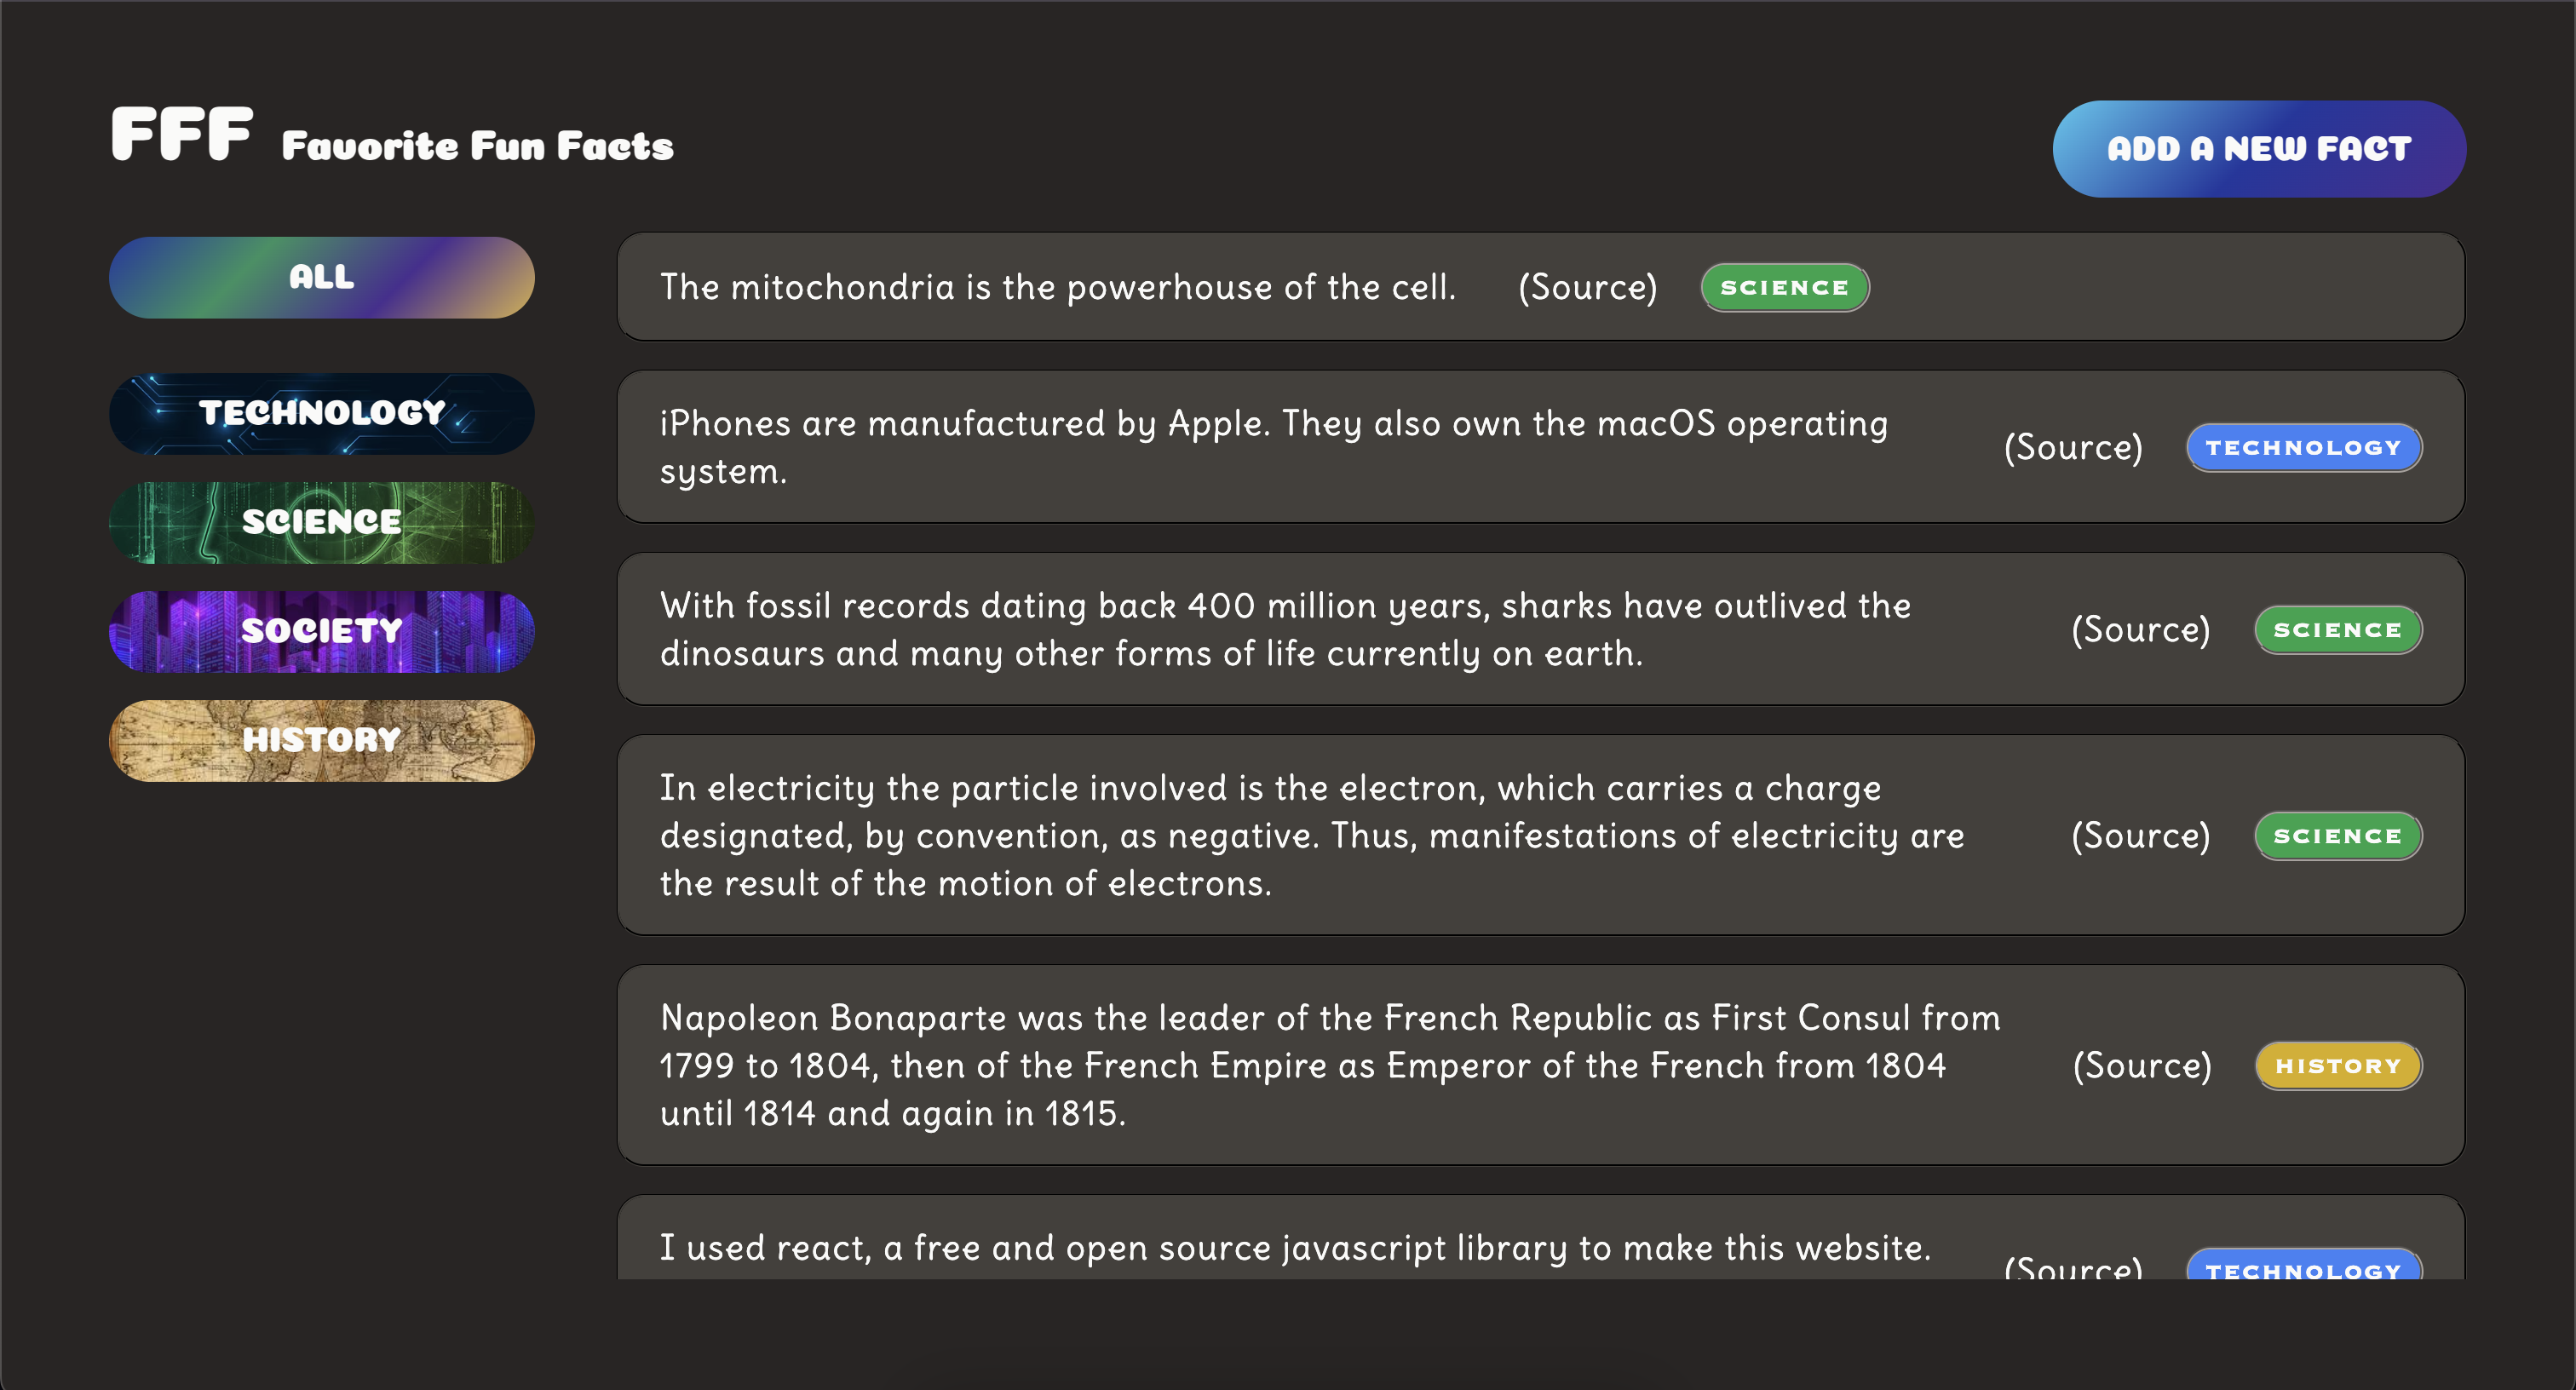 FFF Favorite Fun Facts
ADD A NEW FACT
ALL
TECHNOLOGY
SCIENCE
SOCIETY
HISTORY
The mitochondria is the powerhouse of the cell. (Source) SCIENCE
iPhones are manufactured by Apple. They also own the macOS operating
system.
(Source) TECHNOLOGY
With fossil records dating back 400 million years, sharks have outlived the
dinosaurs and many other forms of life currently on earth.
(Source) SCIENCE
In electricity the particle involved is the electron, which carries a charge
designated, by convention, as negative. Thus, manifestations of electricity are
the result of the motion of electrons.
(Source) SCIENCE
Napoleon Bonaparte was the leader of the French Republic as First Consul from
1799 to 1804, then of the French Empire as Emperor of the French from 1804
until 1814 and again in 1815.
(Source) HISTORY
I used react, a free and open source javascript library to make this website.
(Source) TECHNOLOGY